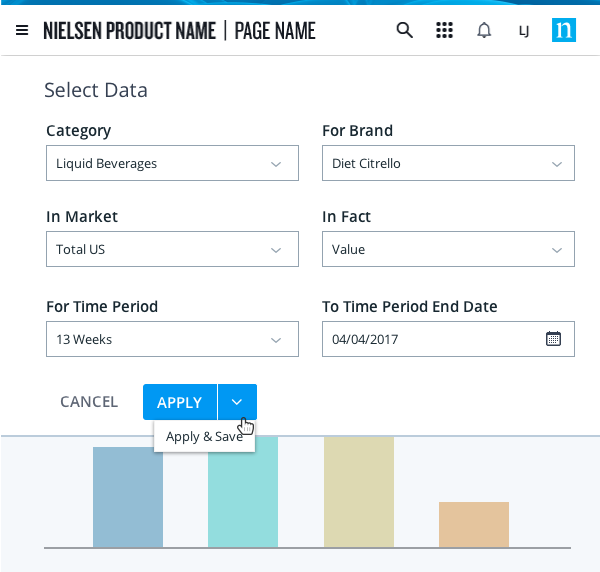 NIELSEN PRODUCT NAME | PAGE NAME
LJ
n
Select Data
Category
For Brand
Liquid Beverages
Diet Citrello
In Market
In Fact
Total US
Value
For Time Period
To Time Period End Date
13 Weeks
04/04/2017
CANCEL
APPLY
Apply & Save